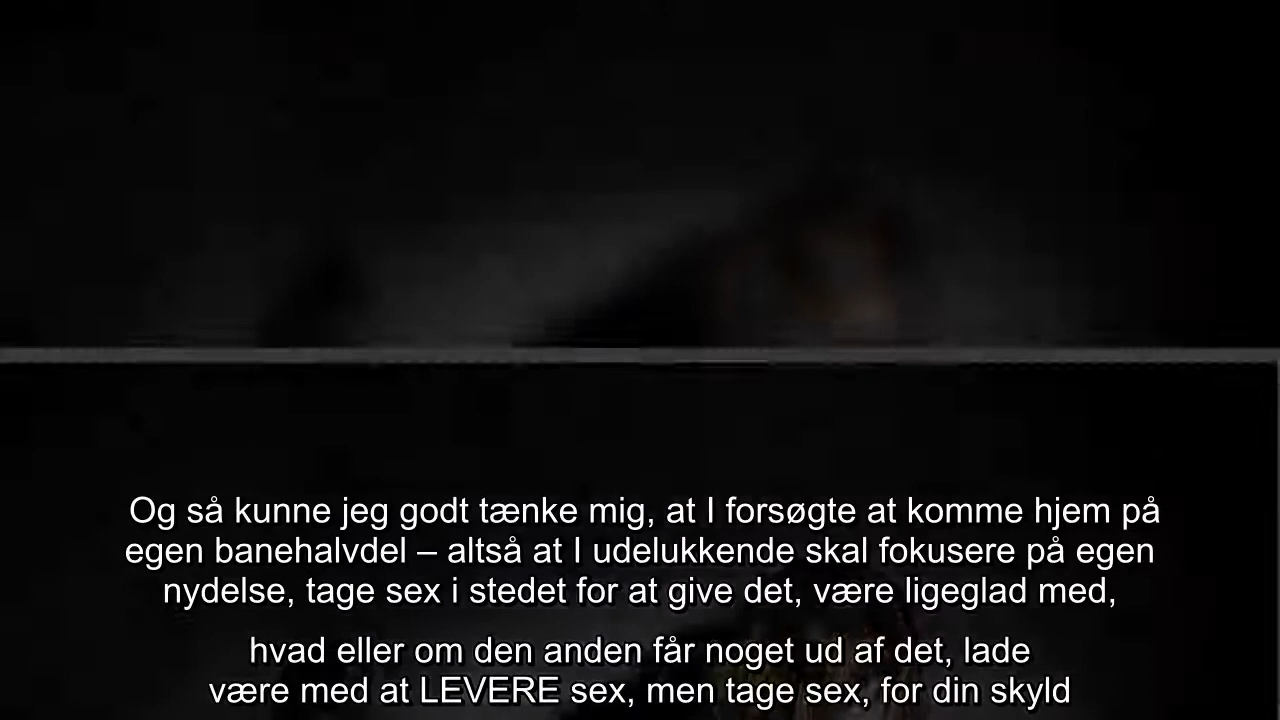 Og så kunne jeg godt tænke mig, at I forsøgte at komme hjem på
egen banehalvdel – altså at I udelukkende skal fokusere på egen
nydelse, tage sex i stedet for at give det, være ligeglad med,
hvad eller om den anden får noget ud af det, lade
være med at LEVERE sex, men tage sex, for din skyld